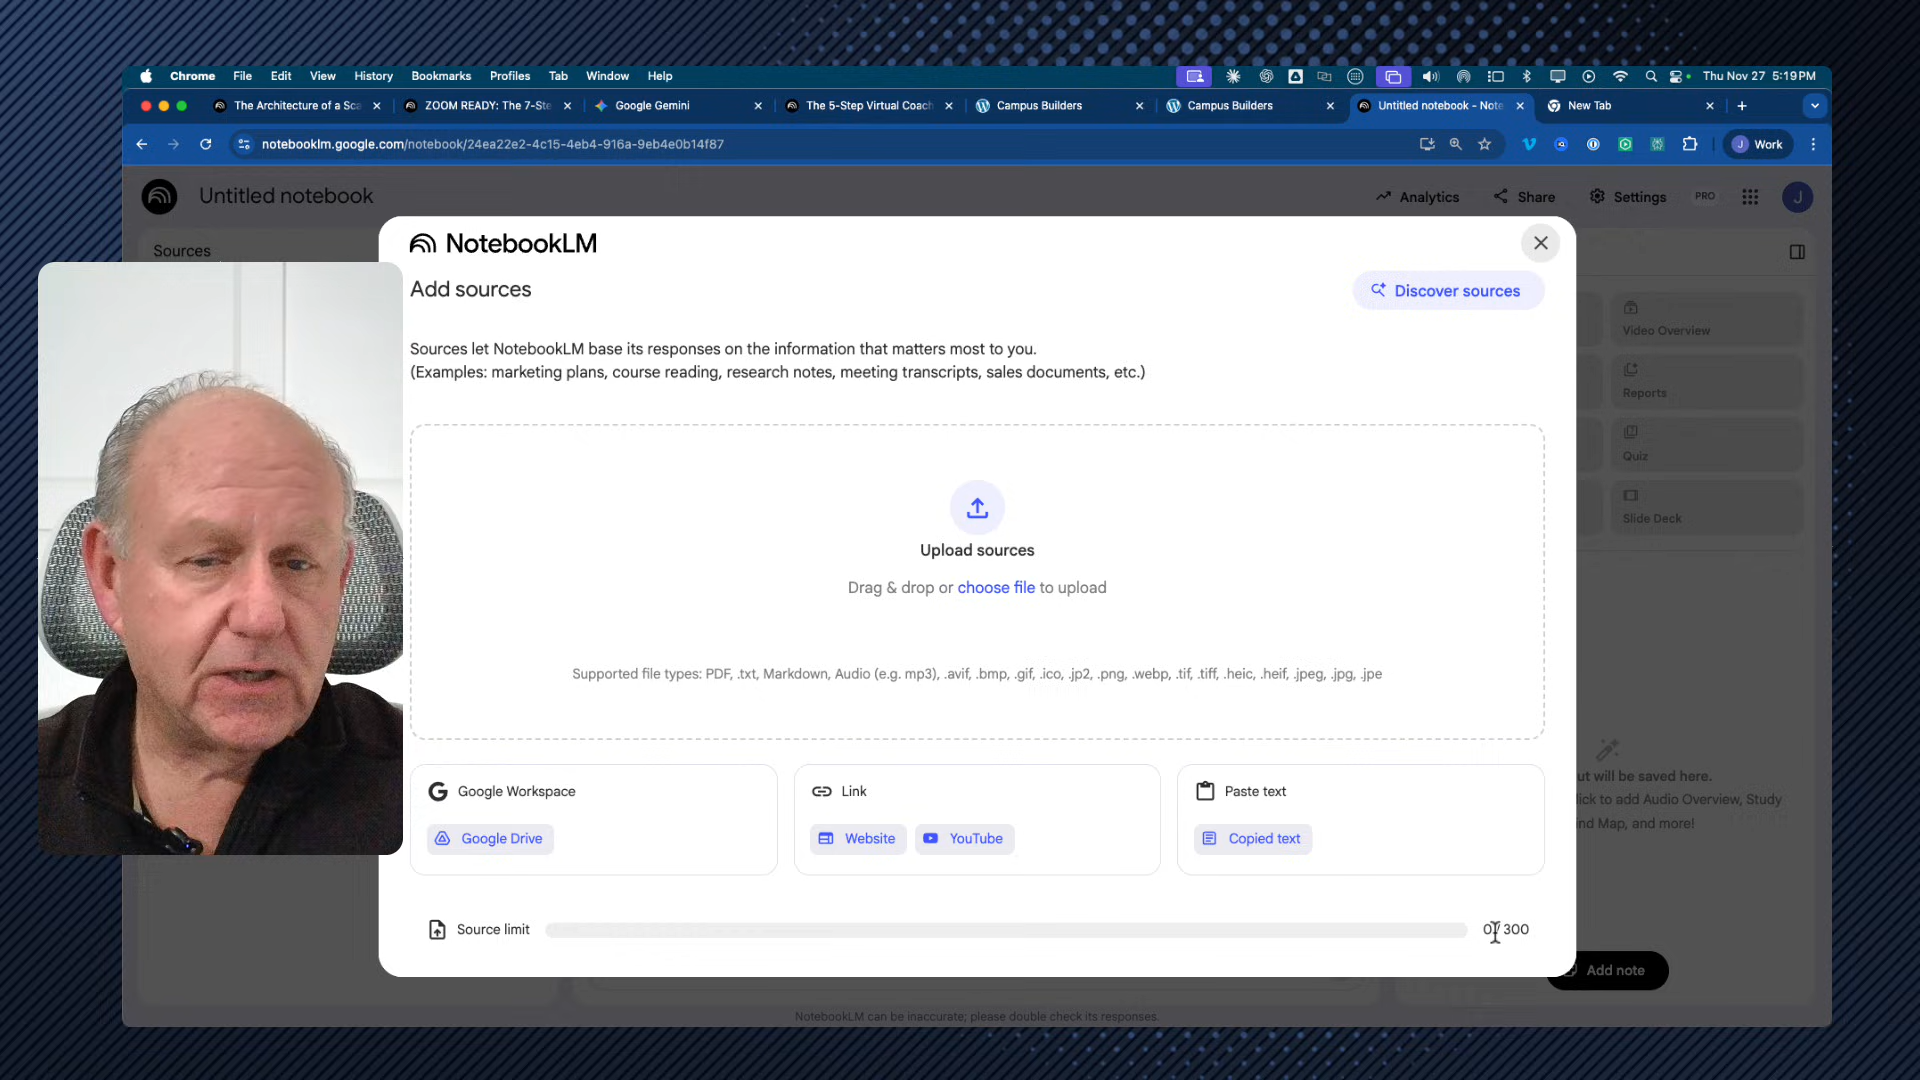 Chrome File Edit View History Bookmarks Profiles Tab Window Help
Thu Nov 27 5:19 PM
The Architecture of a Sca
ZOOM READY: The 7-Ste
Google Gemini
The 5-Step Virtual Coach
Campus Builders
Campus Builders
Untitled notebook - Note
New Tab
notebooklm.google.com/notebook/24ea22e2-4c15-4eb4-916a-9eb4e0b14f87
J Work
Untitled notebook
Analytics
Share
Settings
PRO
J
Sources
NotebookLM
Add sources
Discover sources
Sources let NotebookLM base its responses on the information that matters most to you.
(Examples: marketing plans, course reading, research notes, meeting transcripts, sales documents, etc.)
Upload sources
Drag & drop or choose file to upload
Supported file types: PDF, .txt, Markdown, Audio (e.g. mp3), .avif, .bmp, .gif, .ico, .jp2, .png, .webp, .tif, .tiff, .heic, .heif, .jpeg, .jpg, .jpe
Google Workspace
Google Drive
Link
Website
YouTube
Paste text
Copied text
Source limit
0/ 300
Video Overview
Reports
Quiz
Slide Deck
ut will be saved here.
lick to add Audio Overview, Study
ind Map, and more!
Add note
NotebookLM can be inaccurate; please double check its responses.